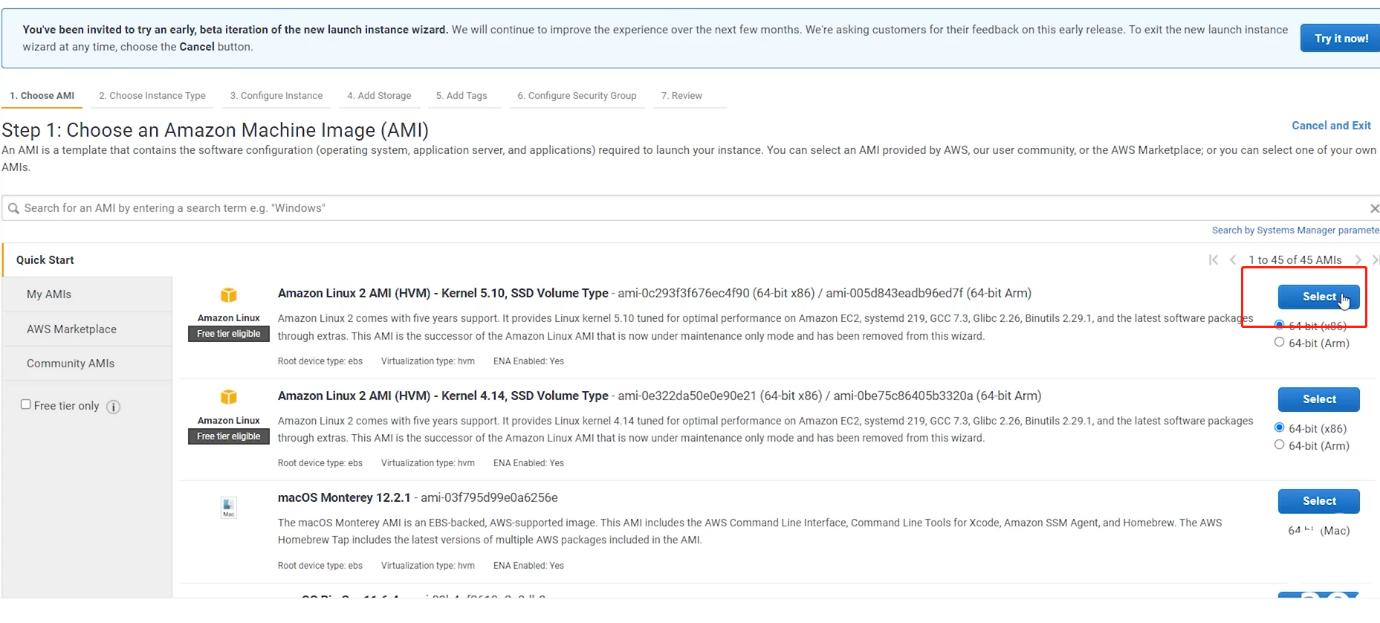 You've been invited to try an early, beta iteration of the new launch instance wizard. We will continue to improve the experience over the next few months. We're asking customers for their feedback on this early release. To exit the new launch instance
wizard at any time, choose the Cancel button.
Try it now!
1. Choose AMI 2. Choose Instance Type 3. Configure Instance 4. Add Storage 5. Add Tags 6. Configure Security Group 7. Review
Step 1: Choose an Amazon Machine Image (AMI)
Cancel and Exit
An AMI is a template that contains the software configuration (operating system, application server, and applications) required to launch your instance. You can select an AMI provided by AWS, our user community, or the AWS Marketplace; or you can select one of your own
AMIs.
Search for an AMI by entering a search term e.g. "Windows"
Search by Systems Manager paramete
Quick Start
1 to 45 of 45 AMIs
My AMIs
AWS Marketplace
Community AMIs
Free tier only
Amazon Linux
Free tier eligible
Amazon Linux 2 AMI (HVM) - Kernel 5.10, SSD Volume Type - ami-0c293f3f676ec4f90 (64-bit x86) / ami-005d843eadb96ed7f (64-bit Arm)
Amazon Linux 2 comes with five years support. It provides Linux kernel 5.10 tuned for optimal performance on Amazon EC2, systemd 219, GCC 7.3, Glibc 2.26, Binutils 2.29.1, and the latest software packages
through extras. This AMI is the successor of the Amazon Linux AMI that is now under maintenance only mode and has been removed from this wizard.
Root device type: ebs Virtualization type: hvm ENA Enabled: Yes
Select
64-bit (x86)
64-bit (Arm)
Amazon Linux
Free tier eligible
Amazon Linux 2 AMI (HVM) - Kernel 4.14, SSD Volume Type - ami-0e322da50e0e90e21 (64-bit x86) / ami-0be75c86405b3320a (64-bit Arm)
Amazon Linux 2 comes with five years support. It provides Linux kernel 4.14 tuned for optimal performance on Amazon EC2, systemd 219, GCC 7.3, Glibc 2.26, Binutils 2.29.1, and the latest software packages
through extras. This AMI is the successor of the Amazon Linux AMI that is now under maintenance only mode and has been removed from this wizard.
Root device type: ebs Virtualization type: hvm ENA Enabled: Yes
Select
64-bit (x86)
64-bit (Arm)
Mac
macOS Monterey 12.2.1 - ami-03f795d99e0a6256e
The macOS Monterey AMI is an EBS-backed, AWS-supported image. This AMI includes the AWS Command Line Interface, Command Line Tools for Xcode, Amazon SSM Agent, and Homebrew. The AWS
Homebrew Tap includes the latest versions of multiple AWS packages included in the AMI.
Root device type: ebs Virtualization type: hvm ENA Enabled: Yes
Select
(Mac)